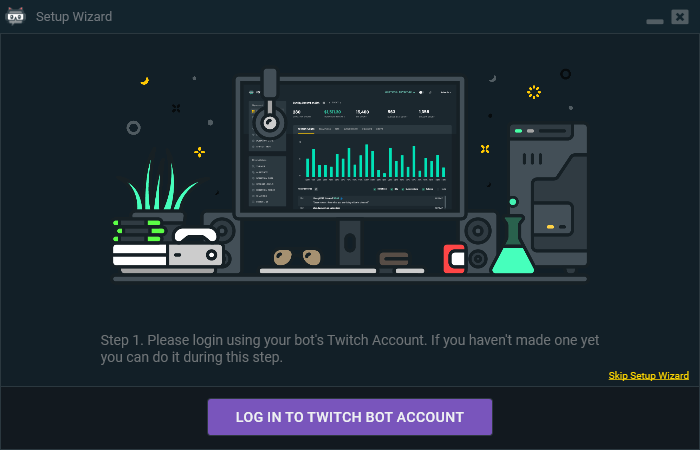 Setup Wizard
Step 1. Please login using your bot's Twitch Account. If you haven't made one yet
you can do it during this step.
Skip Setup Wizard
LOG IN TO TWITCH BOT ACCOUNT